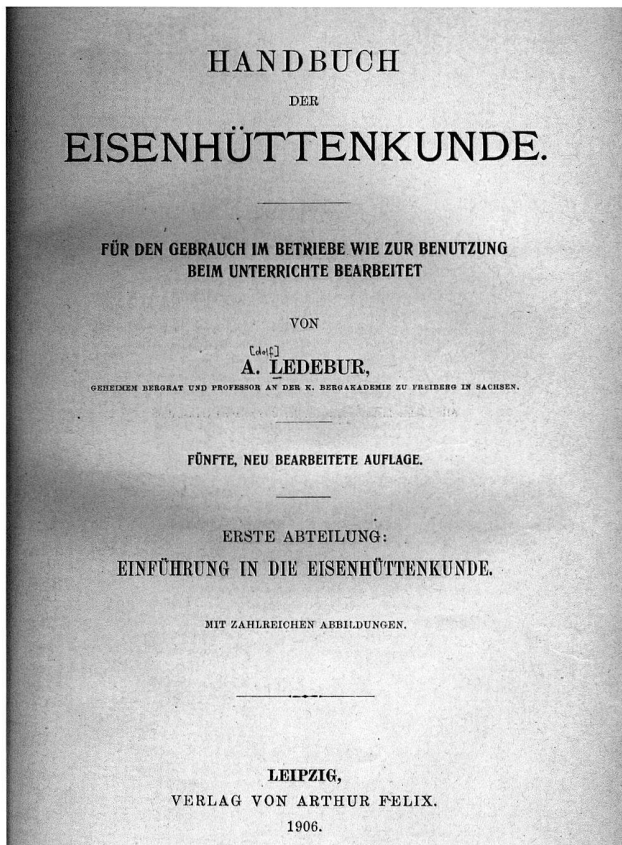 HANDBUCH
DER
EISENHÜTTENKUNDE.
FÜR DEN GEBRAUCH IM BETRIEBE WIE ZUR BENUTZUNG
BEIM UNTERRICHTE BEARBEITET
VON
[dolf]
A. LEDEBUR,
GEHEIMEM BERGRAT UND PROFESSOR AN DER K. BERGAKADEMIE ZU FREIBERG IN SACHSEN.
FÜNFTE, NEU BEARBEITETE AUFLAGE.
ERSTE ABTEILUNG:
EINFÜHRUNG IN DIE EISENHÜTTENKUNDE.
MIT ZAHLREICHEN ABBILDUNGEN.
LEIPZIG,
VERLAG VON ARTHUR FELIX.
1906.